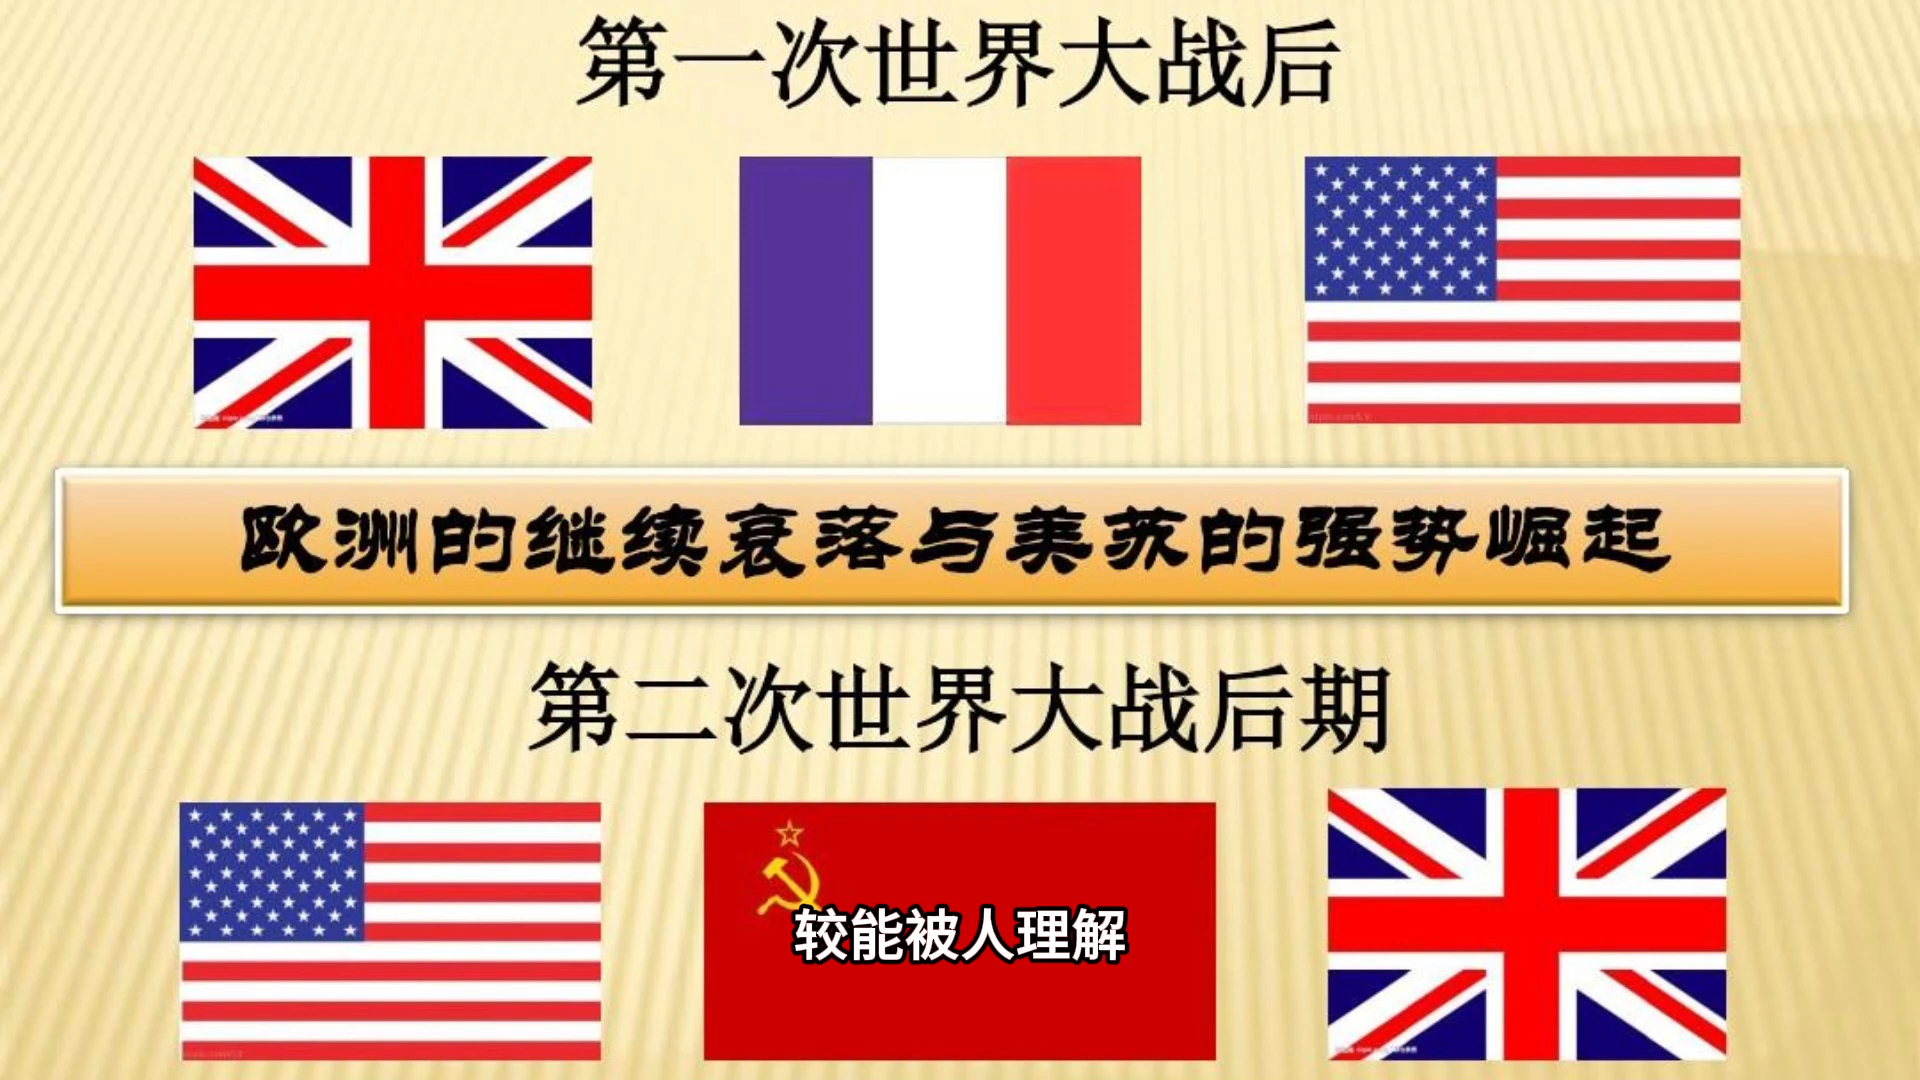 第一次世界大战后
欧洲的继续衰落与美苏的强势崛起
第二次世界大战后期
较能被人理解